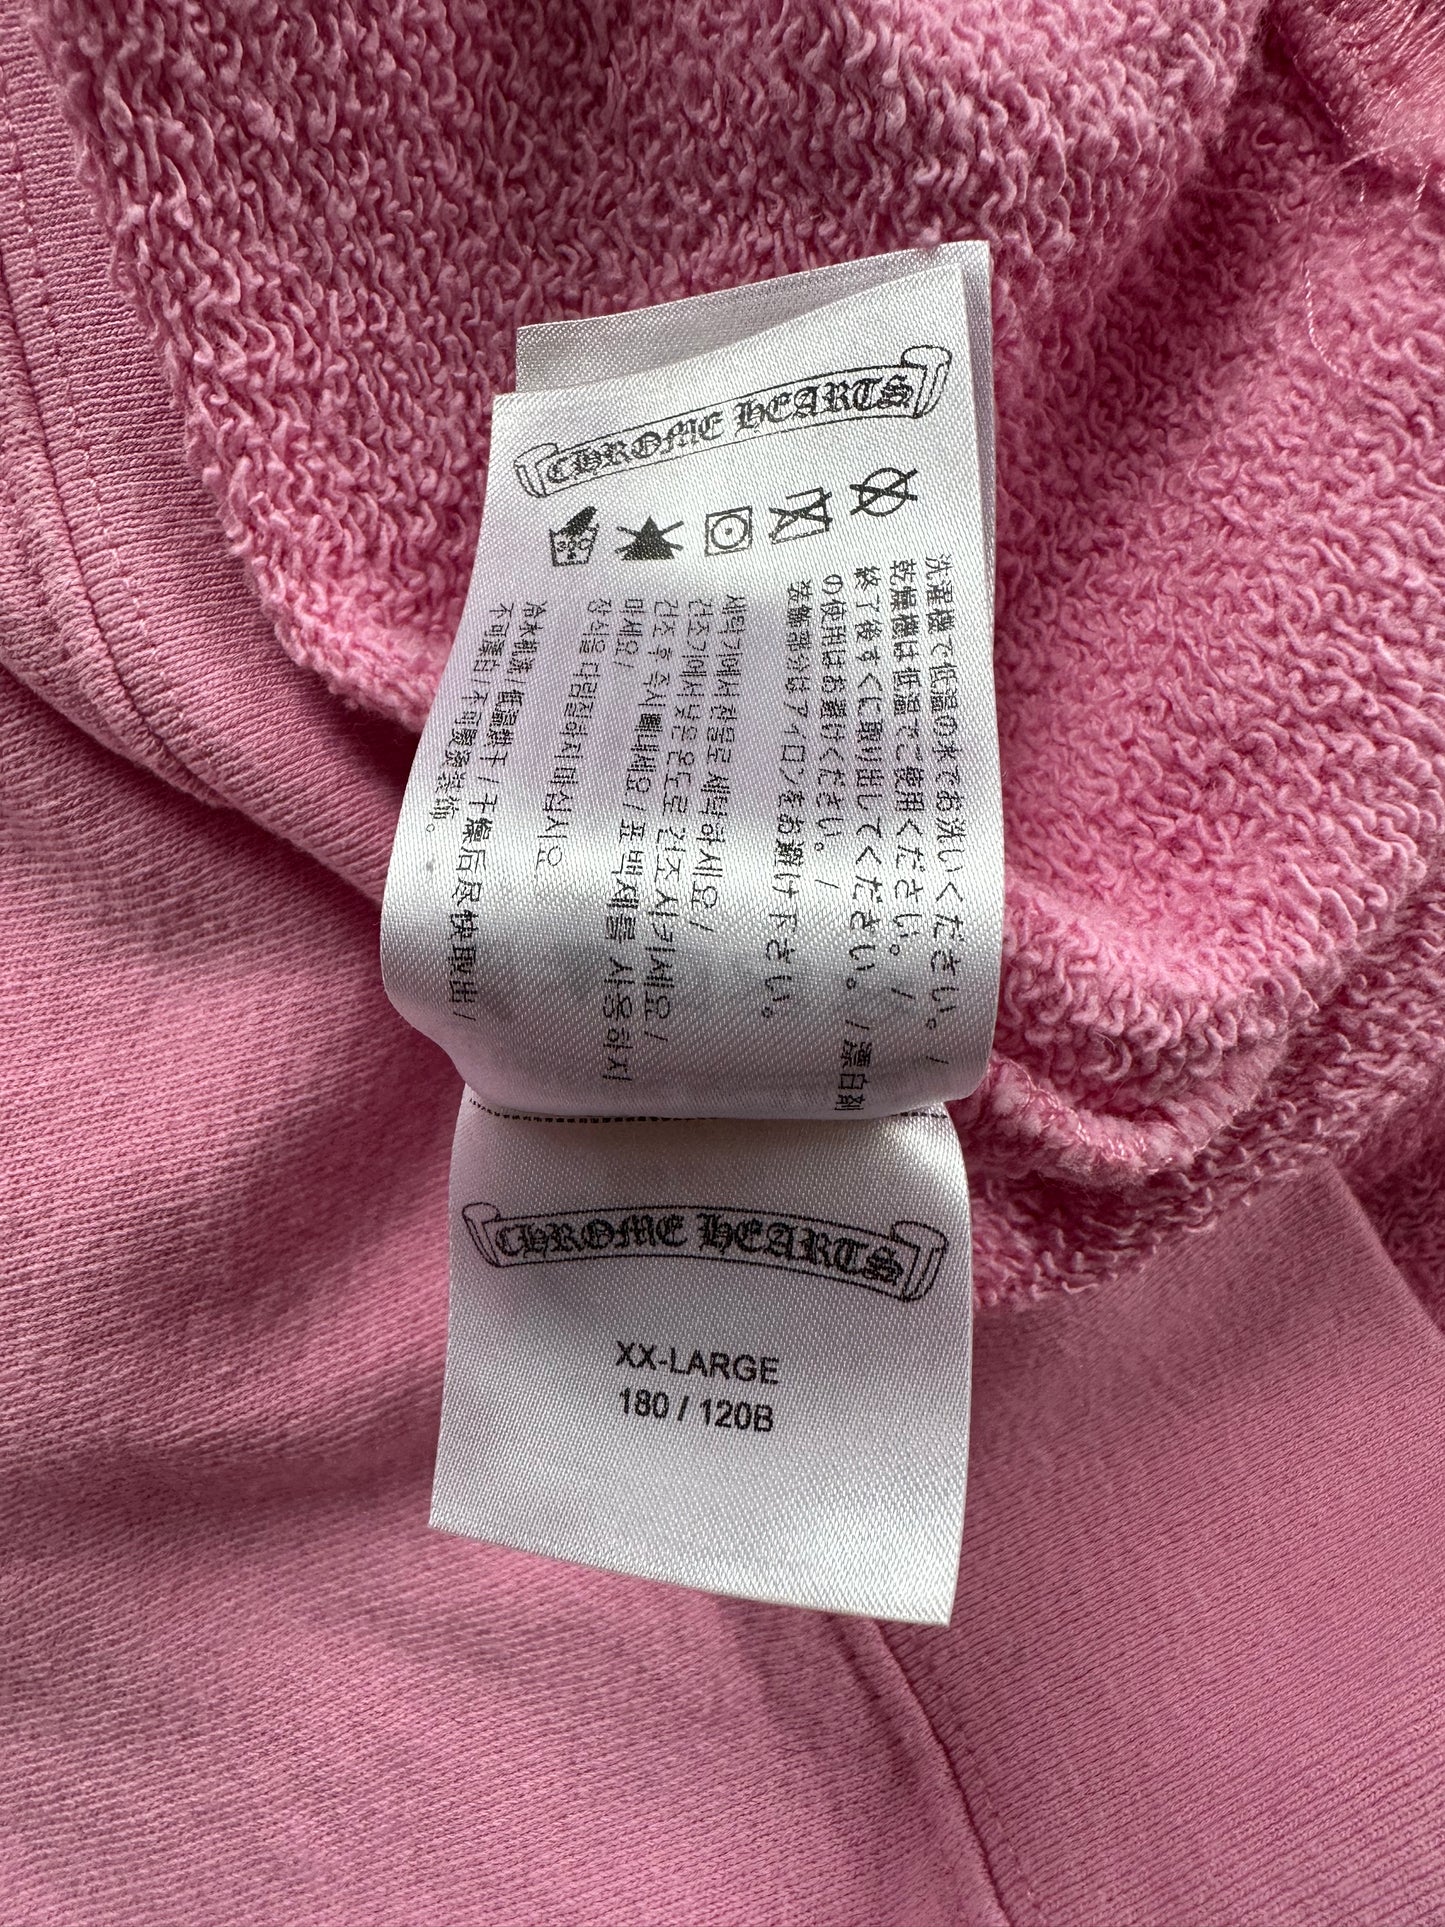 CHROME HEARTS
30°C
洗濯機で低温の水でお洗いください。/
乾燥機は低温でご使用ください。/
終了後すぐに取り出してください。/漂白剤
の使用はお避けください。/
装飾部分はアイロンをお避け下さい。
세탁기에서 찬물로 세탁하세요/
건조기에서 낮은 온도로 건조시키세요/
건조 후 즉시 빼세요/표백제를 사용하지
마세요/
장식을 다림질하지 마십시오
冷水机洗/低温烘干/干燥后尽快取出/
不可漂白/不可熨烫装饰。
CHROME HEARTS
XX-LARGE
180 / 120B